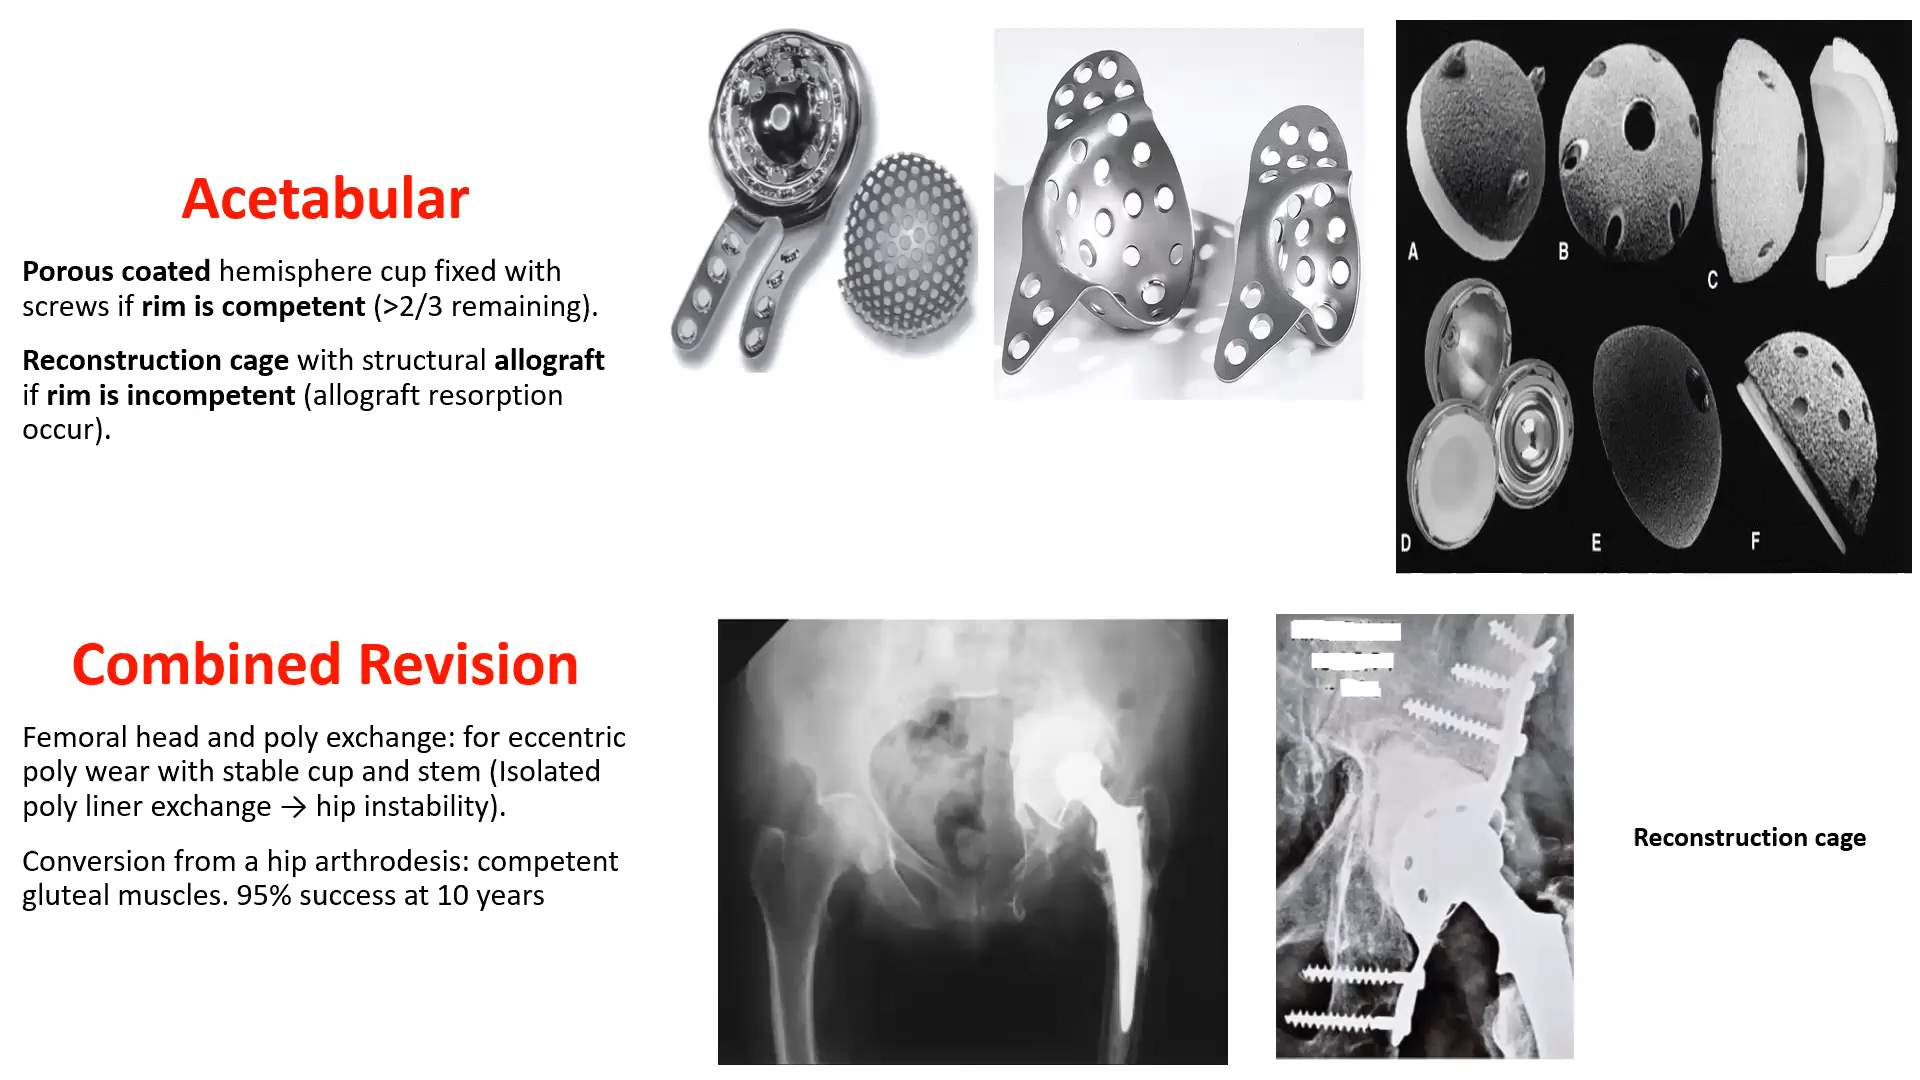 Acetabular
Porous coated hemisphere cup fixed with
screws if rim is competent (>2/3 remaining).
Reconstruction cage with structural allograft
if rim is incompetent (allograft resorption
occur).
A
B
C
D
E
F
Combined Revision
Femoral head and poly exchange: for eccentric
poly wear with stable cup and stem (Isolated
poly liner exchange → hip instability).
Conversion from a hip arthrodesis: competent
gluteal muscles. 95% success at 10 years
Reconstruction cage